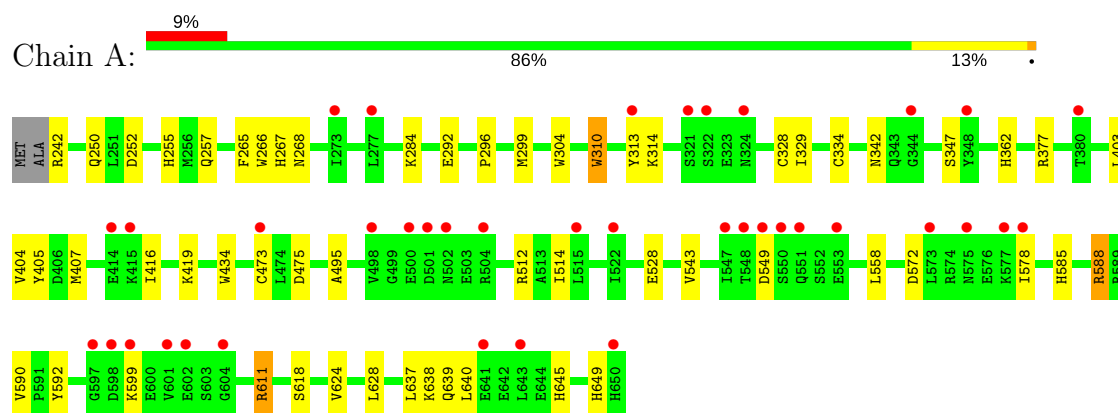 9%
Chain A:
86% 13% •
MET ALA R242 Q250 L251 D252 H255 M256 Q257 F265 W266 H267 N268 I273 L277 K284 E292 P296 M299 W304 W310 Y313 K314 S321 S322 E323 N324 C328 I329 C334 N342 Q343 G344 S347 Y348 H362 R377 T380
V404 Y405 D406 M407 E414 K415 I416 K419 W434 C473 L474 D475 A495 V498 G499 E500 D501 N502 E503 R504 R512 A513 I514 L515 I522 E528 V543 I547 T548 D549 S550 Q551 S552 E553 L558 D572 L573 R574 N575 E576 K577 I578 H585 R588
V590 P591 Y592 G597 D598 K599 E600 V601 E602 S603 G604 R611 S618 V624 L628 L637 K638 Q639 L640 E641 E642 L643 E644 H645 H649 H650